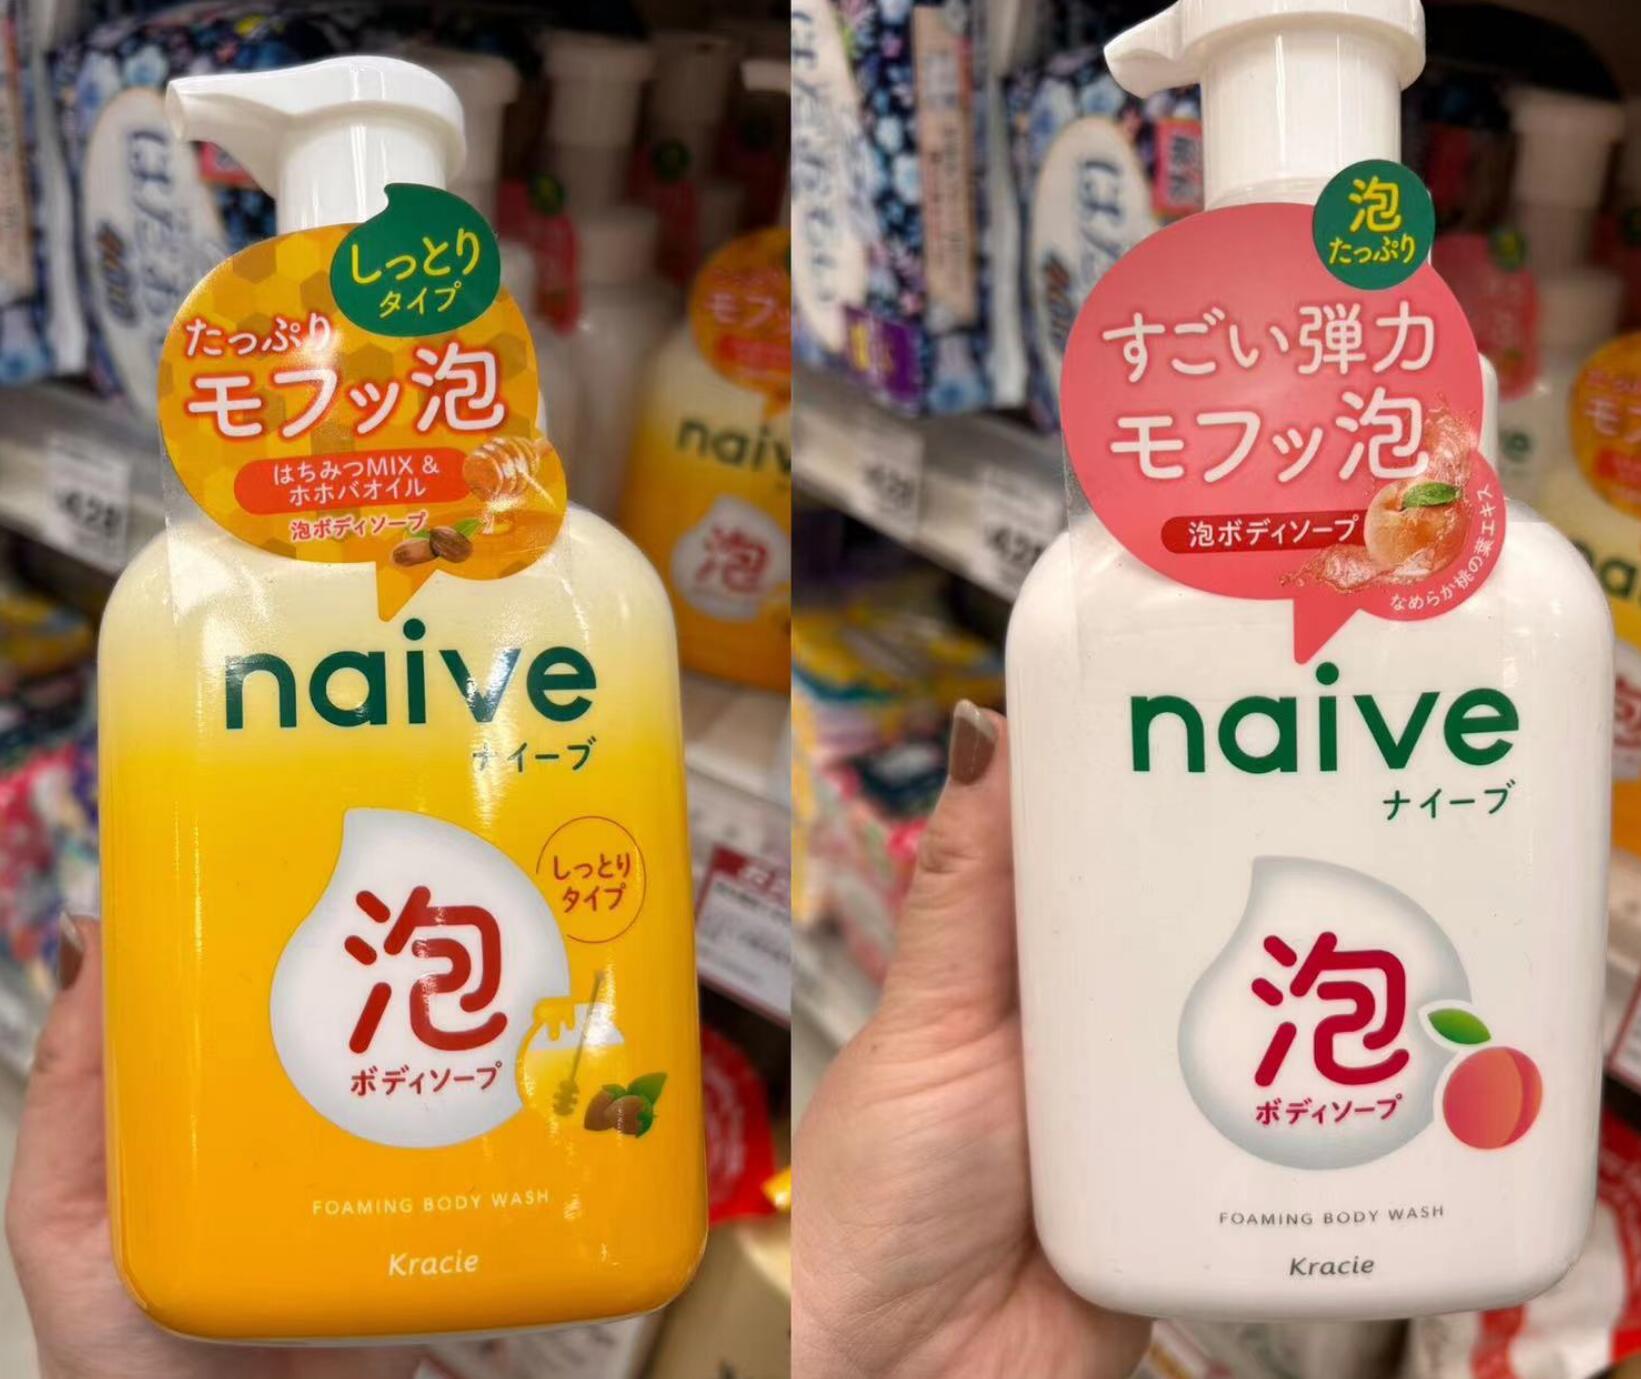 しっとり
タイプ
たっぷり
モフッ泡
はちみつMIX &
ホホバオイル
泡ボディソープ
naive
ナイーブ
しっとり
タイプ
泡
ボディソープ
FOAMING BODY WASH
Kracie
泡
たっぷり
すごい弾力
モフッ泡
泡ボディソープ
なめらか桃の葉エキス
naive
ナイーブ
泡
ボディソープ
FOAMING BODY WASH
Kracie
naive
泡